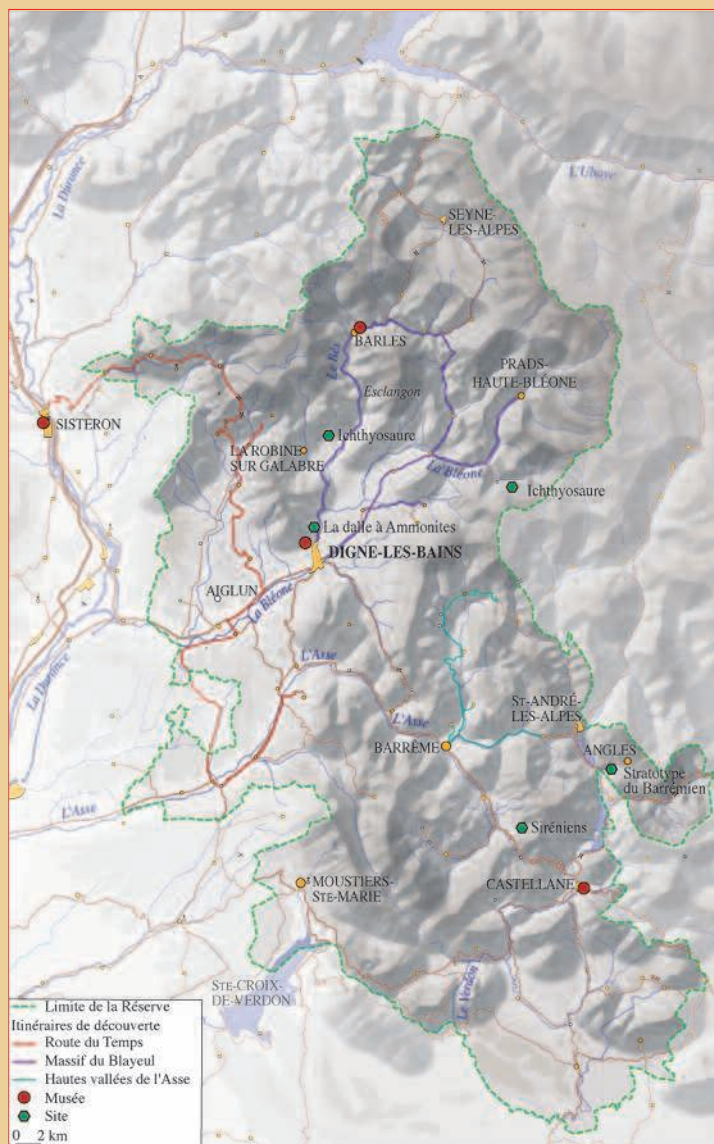 La Durance
L'Ubaye
SEYNE-
LES-ALPES
BARLES
Le Bès
Esclangon
PRADS-
HAUTE-BLÉONE
SISTERON
Ichthyosaure
LA ROBINE
SUR GALABRE
La Bléone
Ichthyosaure
La dalle à Ammonites
DIGNE-LES-BAINS
AIGLUN
La Bléone
L'Asse
La Durance
ST-ANDRÉ-
LES-ALPES
L'Asse
BARRÊME
ANGLES
Stratotype
du Barrémien
L'Asse
Siréniens
MOUSTIERS-
STE-MARIE
CASTELLANE
STE-CROIX-
DE-VERDON
Le Verdon
Limite de la Réserve
Itinéraires de découverte
Route du Temps
Massif du Blayeul
Hautes vallées de l'Asse
Musée
Site
0 2 km